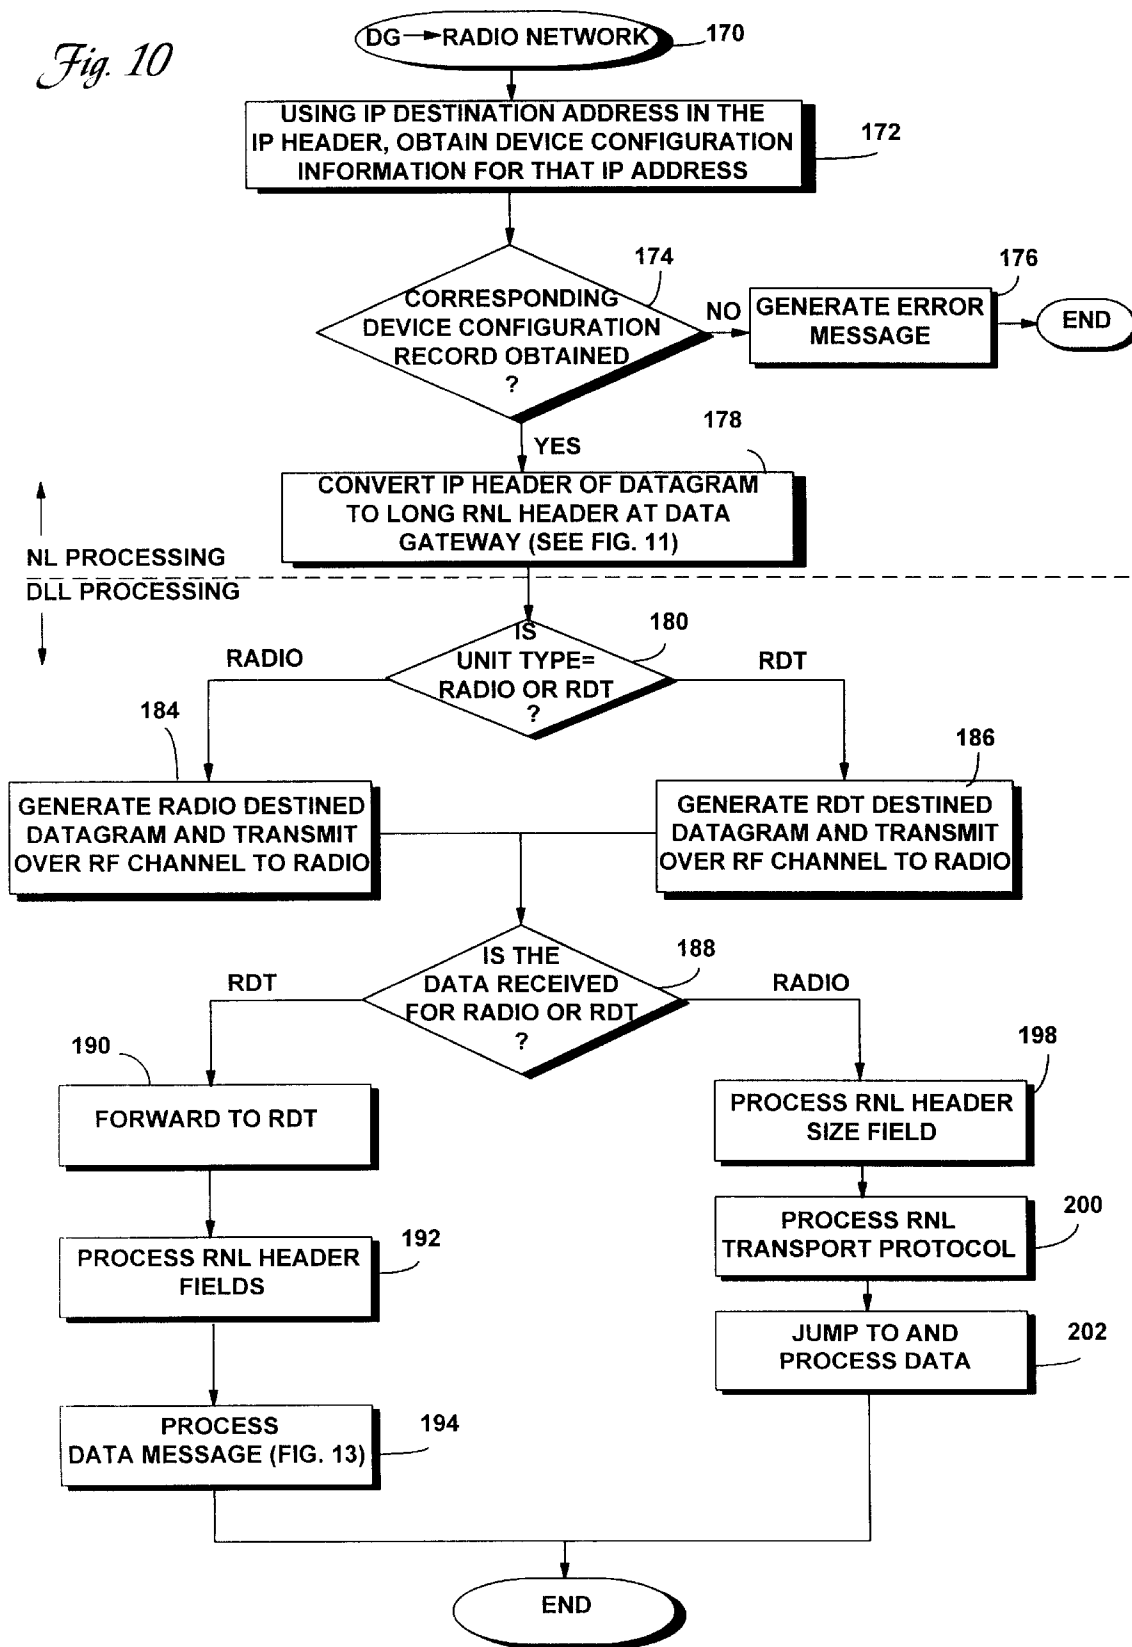 Fig. 10
DG → RADIO NETWORK
170
USING IP DESTINATION ADDRESS IN THE
IP HEADER, OBTAIN DEVICE CONFIGURATION
INFORMATION FOR THAT IP ADDRESS
172
174
CORRESPONDING
DEVICE CONFIGURATION
RECORD OBTAINED
?
NO
176
GENERATE ERROR
MESSAGE
END
YES
178
CONVERT IP HEADER OF DATAGRAM
TO LONG RNL HEADER AT DATA
GATEWAY (SEE FIG. 11)
NL PROCESSING
DLL PROCESSING
180
IS
UNIT TYPE=
RADIO OR RDT
?
RADIO
RDT
184
GENERATE RADIO DESTINED
DATAGRAM AND TRANSMIT
OVER RF CHANNEL TO RADIO
186
GENERATE RDT DESTINED
DATAGRAM AND TRANSMIT
OVER RF CHANNEL TO RADIO
188
IS THE
DATA RECEIVED
FOR RADIO OR RDT
?
RDT
RADIO
190
FORWARD TO RDT
198
PROCESS RNL HEADER
SIZE FIELD
PROCESS RNL HEADER
FIELDS
192
PROCESS RNL
TRANSPORT PROTOCOL
200
JUMP TO AND
PROCESS DATA
202
PROCESS
DATA MESSAGE (FIG. 13)
194
END